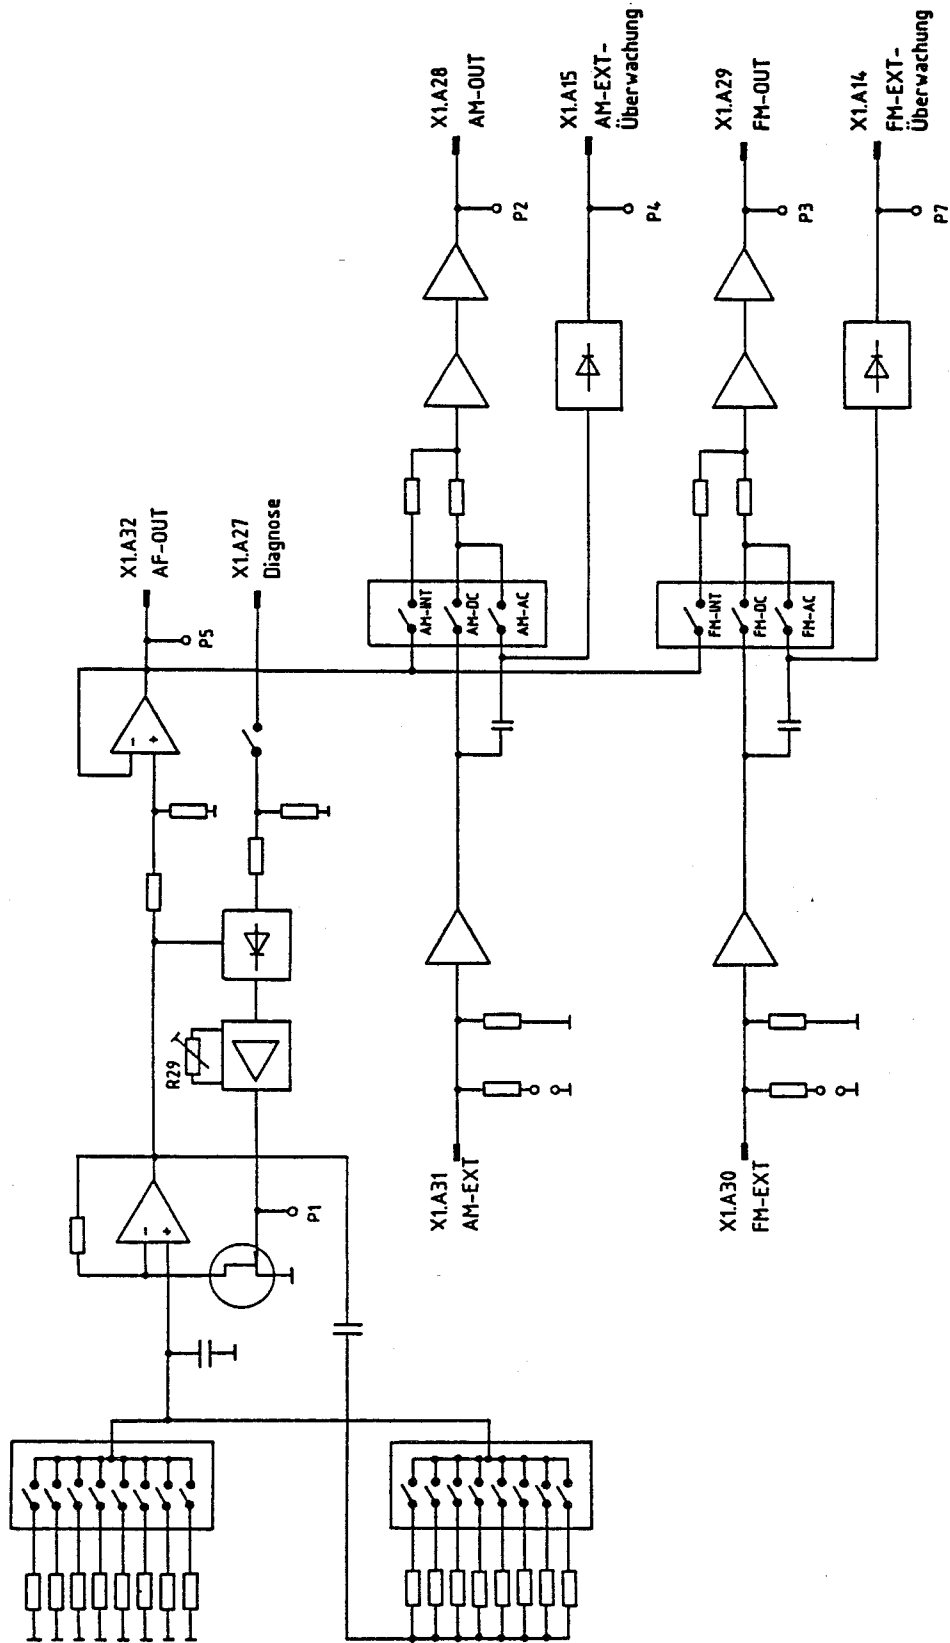 X1.A28
AM-OUT
P2
X1.A15
AM-EXT-
Überwachung
P4
X1.A29
FM-OUT
P3
X1.A14
FM-EXT-
Überwachung
P7
X1.A32
AF-OUT
P5
X1.A27
Diagnose
AM-INT
AM-DC
AM-AC
FM-INT
FM-DC
FM-AC
-
+
R29
-
+
P1
X1.A31
AM-EXT
X1.A30
FM-EXT